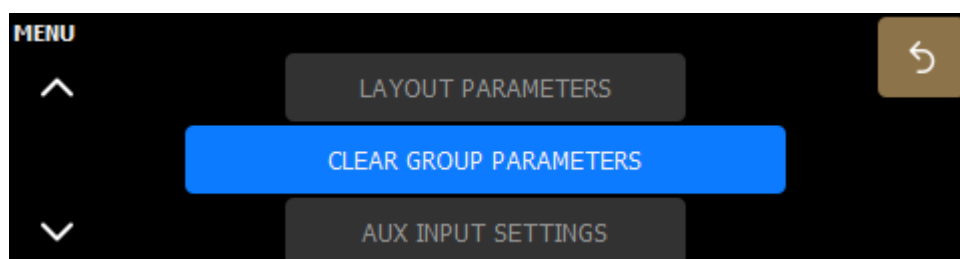 MENU
LAYOUT PARAMETERS
CLEAR GROUP PARAMETERS
AUX INPUT SETTINGS